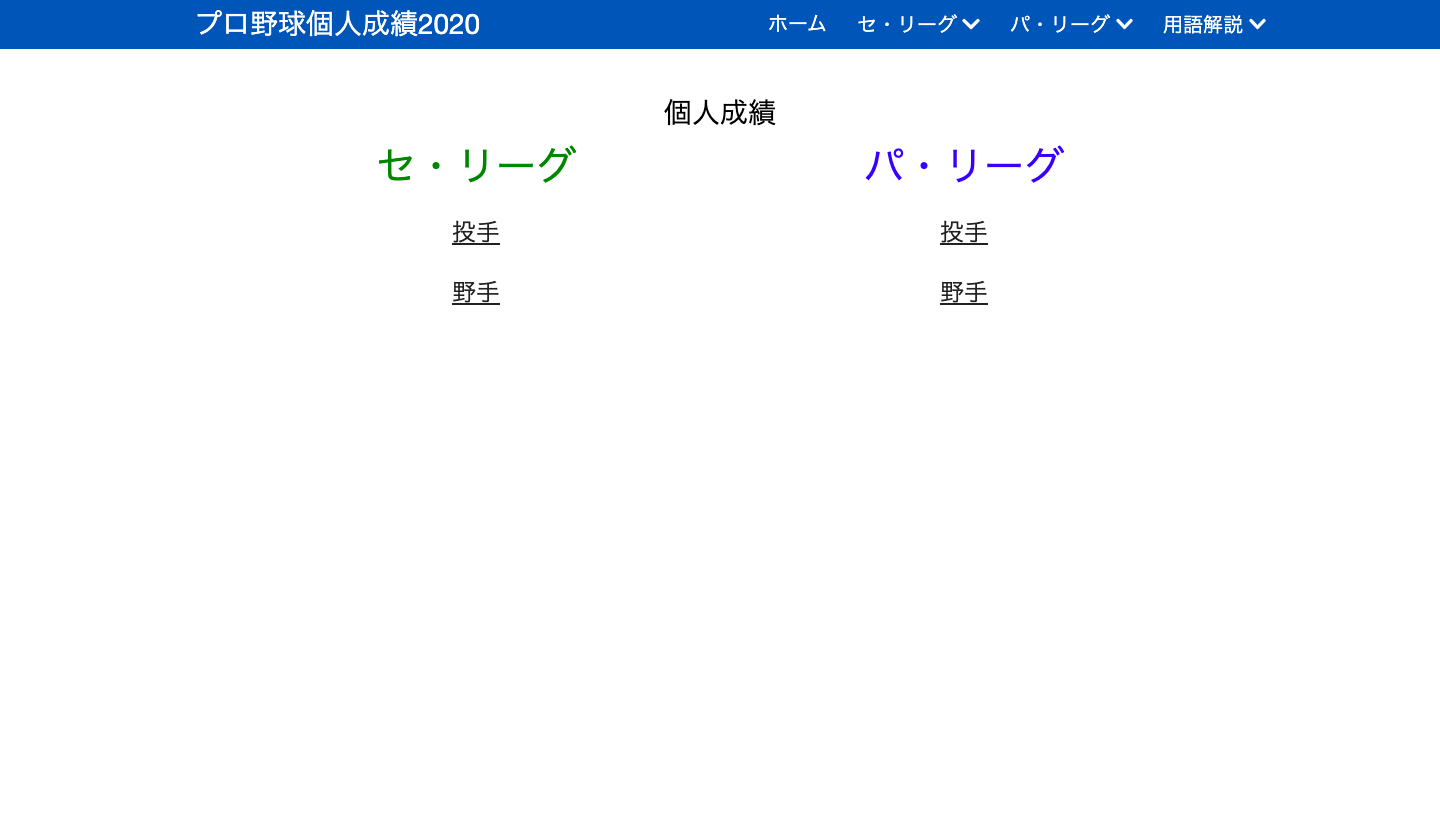 プロ野球個人成績2020 ホーム セ・リーグ パ・リーグ 用語解説
個人成績
セ・リーグ パ・リーグ
投手 投手
野手 野手